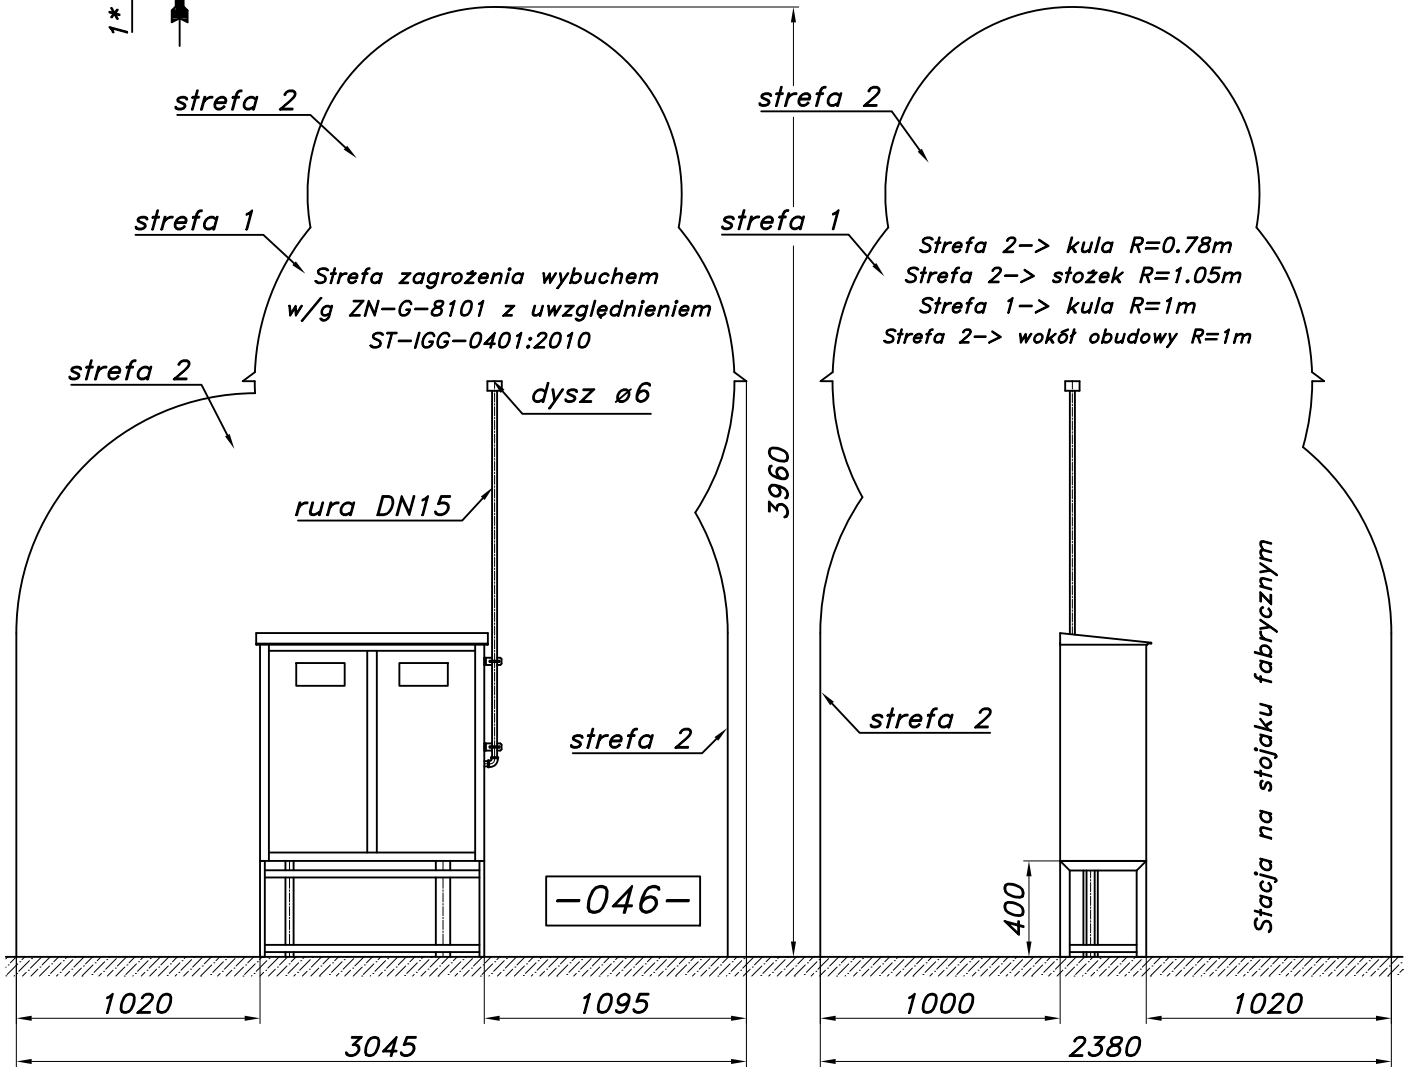 1*
strefa 2
strefa 1
Strefa zagrożenia wybuchem
w/g ZN-G-8101 z uwzględnieniem
ST-IGG-0401:2010
strefa 2
dysz ø6
rura DN15
strefa 2
-046-
1020
1095
3045
3960
strefa 2
strefa 1
Strefa 2-> kula R=0.78m
Strefa 2-> stożek R=1.05m
Strefa 1-> kula R=1m
Strefa 2-> wokół obudowy R=1m
strefa 2
Stacja na stojaku fabrycznym
400
1000
1020
2380